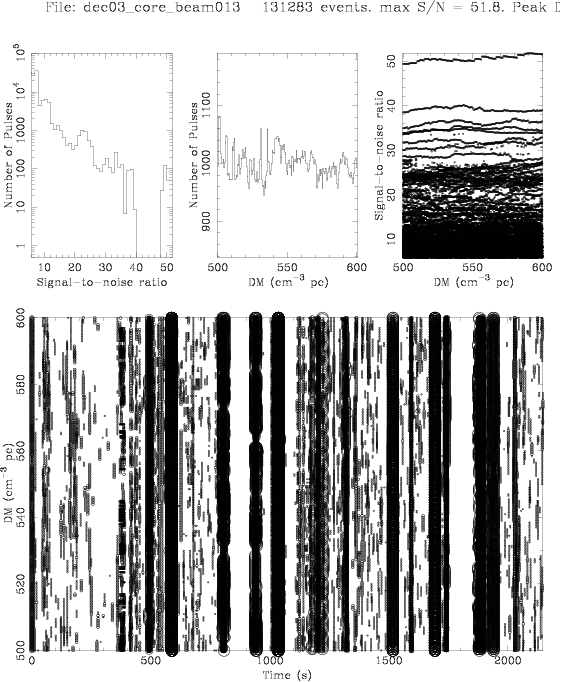 File: dec03_core_beam013 131283 events. max S/N = 51.8. Peak D
Number of Pulses
10^5
10^4
1000
100
10
1
10 20 30 40 50
Signal-to-noise ratio
Number of Pulses
1100
1000
900
500 550 600
DM (cm^-3 pc)
Signal-to-noise ratio
50
40
30
20
10
500 550 600
DM (cm^-3 pc)
DM (cm^-3 pc)
600
580
560
540
520
500
0 500 1000 1500 2000
Time (s)